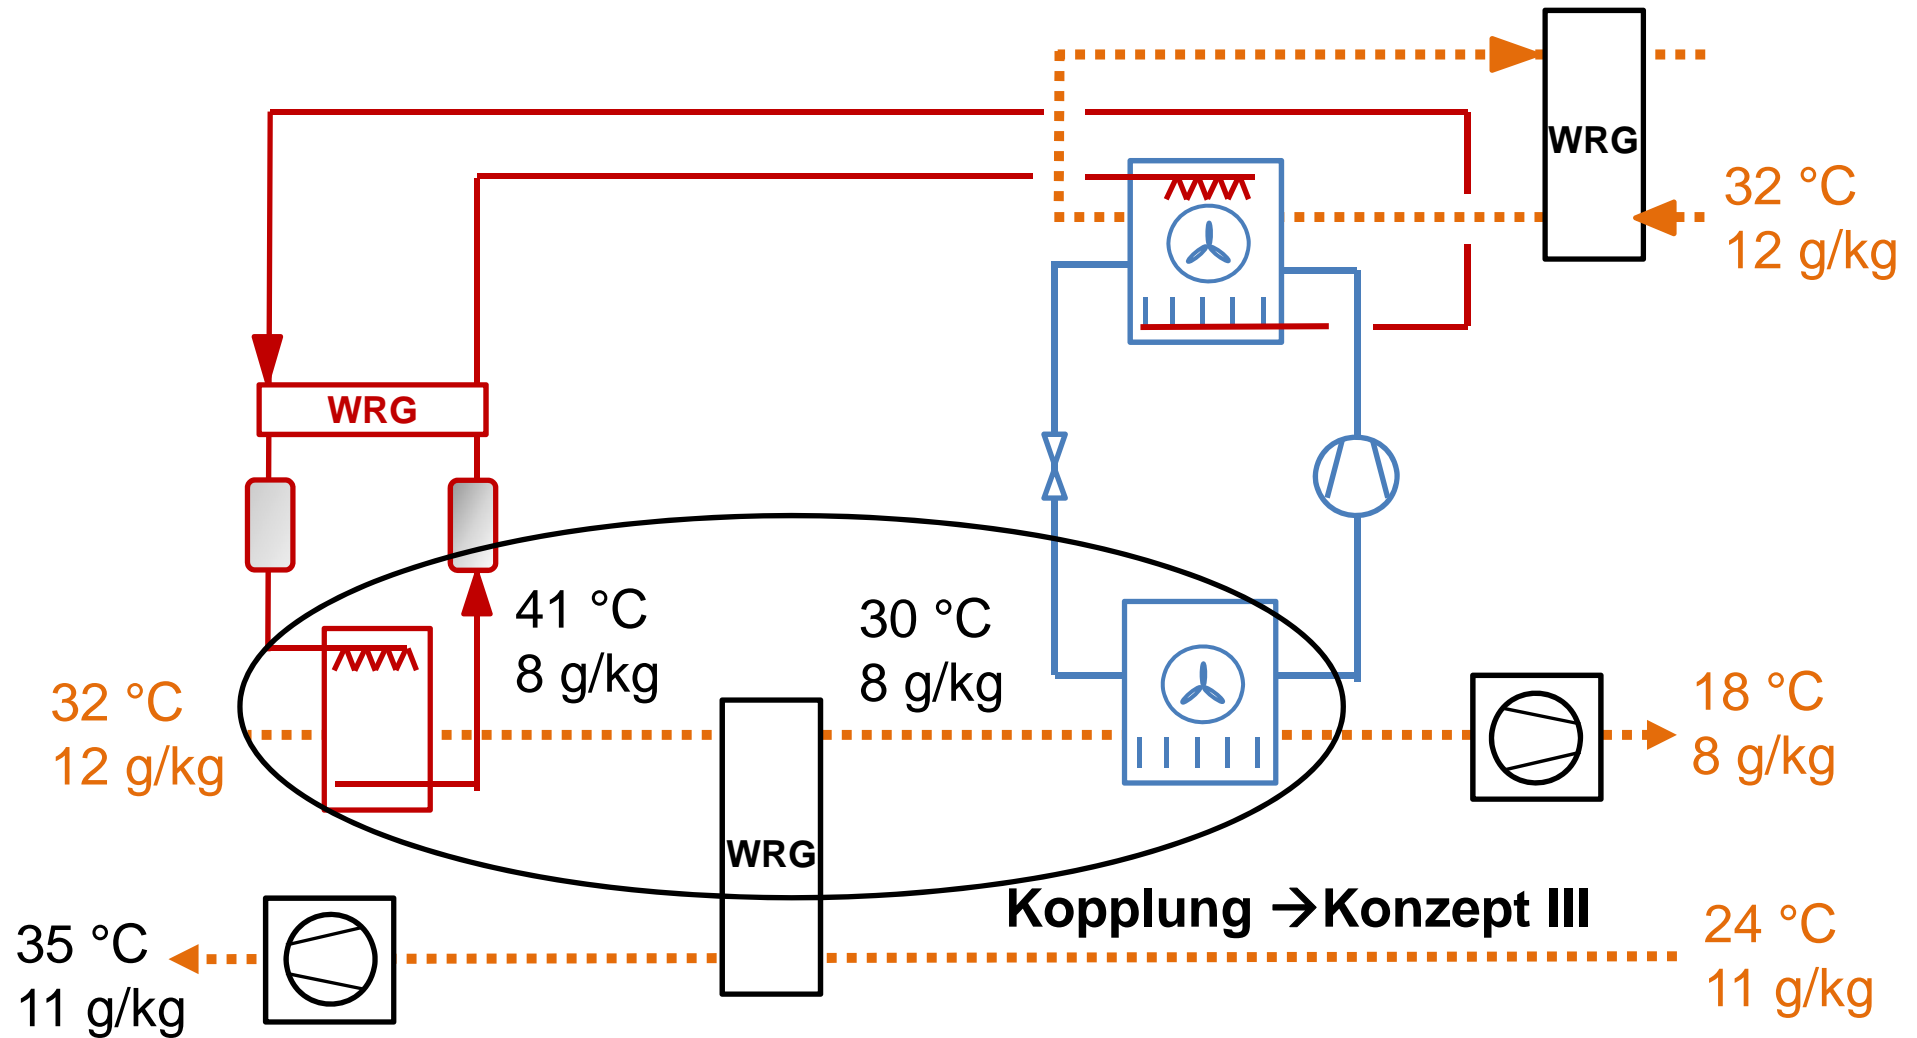 WRG
32 °C
12 g/kg
WRG
41 °C
8 g/kg
30 °C
8 g/kg
32 °C
12 g/kg
18 °C
8 g/kg
WRG
Kopplung →Konzept III
35 °C
11 g/kg
24 °C
11 g/kg